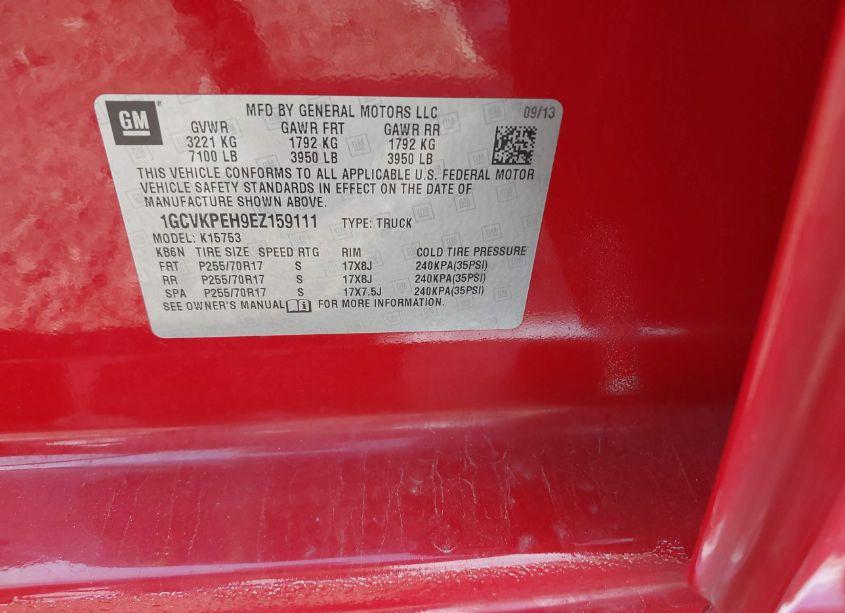 GM
MFD BY GENERAL MOTORS LLC 09/13
GVWR GAWR FRT GAWR RR
3221 KG 1792 KG 1792 KG
7100 LB 3950 LB 3950 LB
THIS VEHICLE CONFORMS TO ALL APPLICABLE U.S. FEDERAL MOTOR
VEHICLE SAFETY STANDARDS IN EFFECT ON THE DATE OF
MANUFACTURE SHOWN ABOVE.
1GCVKPEH9EZ159111 TYPE: TRUCK
MODEL: K15753
KB6N TIRE SIZE SPEED RTG RIM COLD TIRE PRESSURE
FRT P255/70R17 S 17X8J 240KPA(35PSI)
RR P255/70R17 S 17X8J 240KPA(35PSI)
SPA P255/70R17 S 17X7.5J 240KPA(35PSI)
SEE OWNER'S MANUAL FOR MORE INFORMATION.